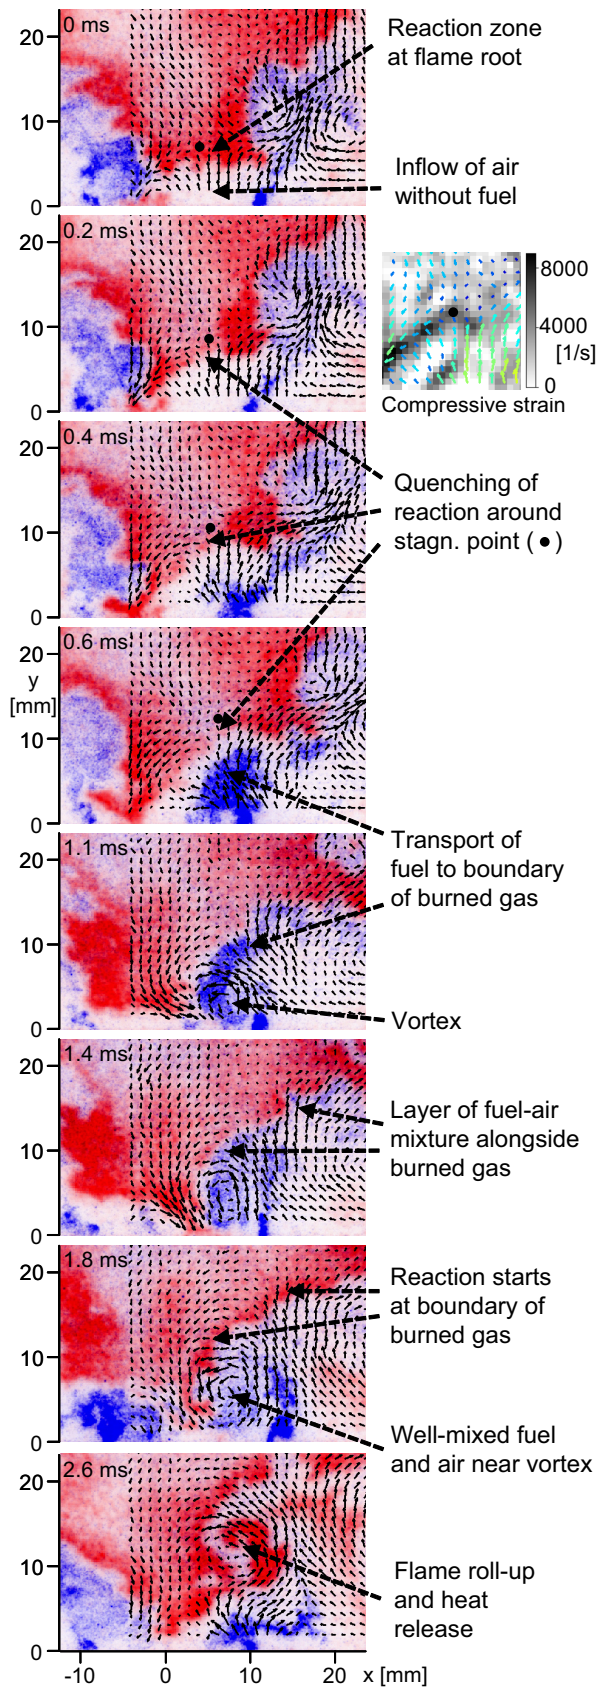 0 ms
20
10
0
Reaction zone
at flame root
Inflow of air
without fuel
0.2 ms
20
10
0
8000
4000
[1/s]
0
Compressive strain
0.4 ms
20
10
0
Quenching of
reaction around
stagn. point ( ● )
0.6 ms
20
y
[mm]
10
0
Transport of
fuel to boundary
of burned gas
1.1 ms
20
10
0
Vortex
1.4 ms
20
10
0
Layer of fuel-air
mixture alongside
burned gas
1.8 ms
20
10
0
Reaction starts
at boundary of
burned gas
Well-mixed fuel
and air near vortex
2.6 ms
20
10
0
Flame roll-up
and heat
release
-10 0 10 20 x [mm]